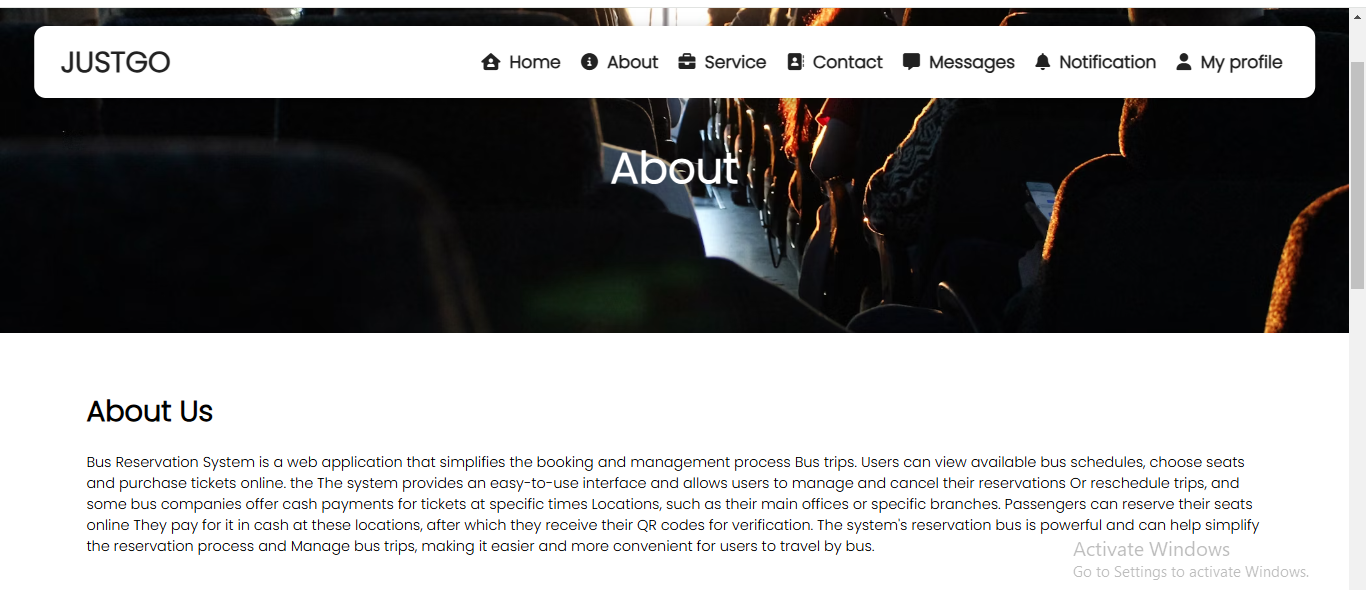 JUSTGO Home About Service Contact Messages Notification My profile
About
About Us
Bus Reservation System is a web application that simplifies the booking and management process Bus trips. Users can view available bus schedules, choose seats
and purchase tickets online. the The system provides an easy-to-use interface and allows users to manage and cancel their reservations Or reschedule trips, and
some bus companies offer cash payments for tickets at specific times Locations, such as their main offices or specific branches. Passengers can reserve their seats
online They pay for it in cash at these locations, after which they receive their QR codes for verification. The system's reservation bus is powerful and can help simplify
the reservation process and Manage bus trips, making it easier and more convenient for users to travel by bus.
Activate Windows
Go to Settings to activate Windows.